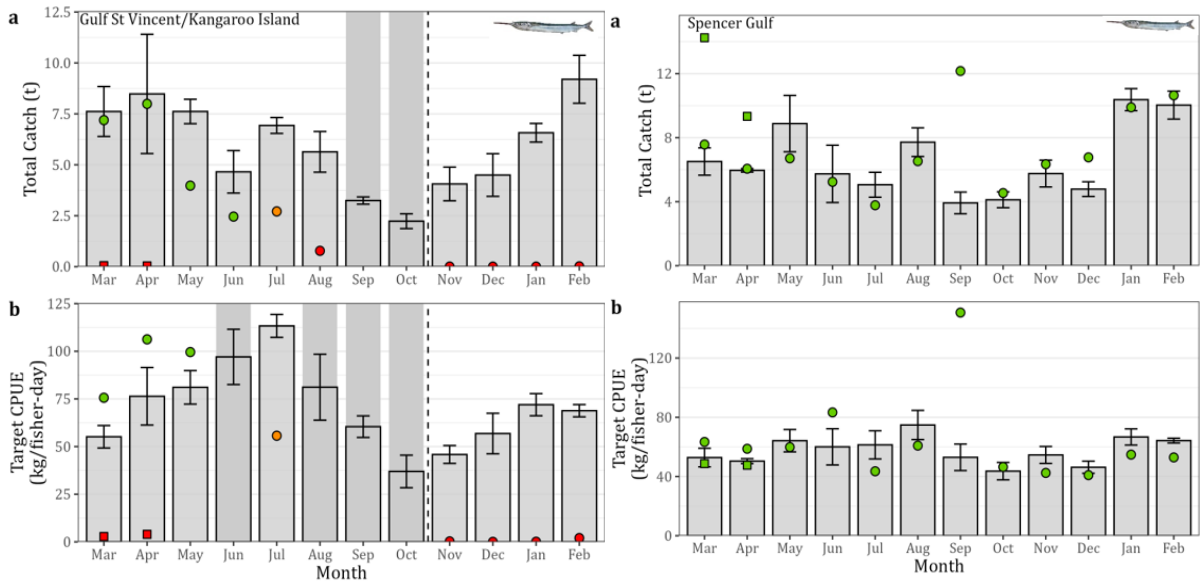 a
Gulf St Vincent/Kangaroo Island
Total Catch (t)
12.5
10.0
7.5
5.0
2.5
0.0
Mar Apr May Jun Jul Aug Sep Oct Nov Dec Jan Feb
b
Target CPUE
(kg/fisher-day)
125
100
75
50
25
0
Mar Apr May Jun Jul Aug Sep Oct Nov Dec Jan Feb
Month
a
Spencer Gulf
Total Catch (t)
12
8
4
0
Mar Apr May Jun Jul Aug Sep Oct Nov Dec Jan Feb
b
Target CPUE
(kg/fisher-day)
120
80
40
0
Mar Apr May Jun Jul Aug Sep Oct Nov Dec Jan Feb
Month